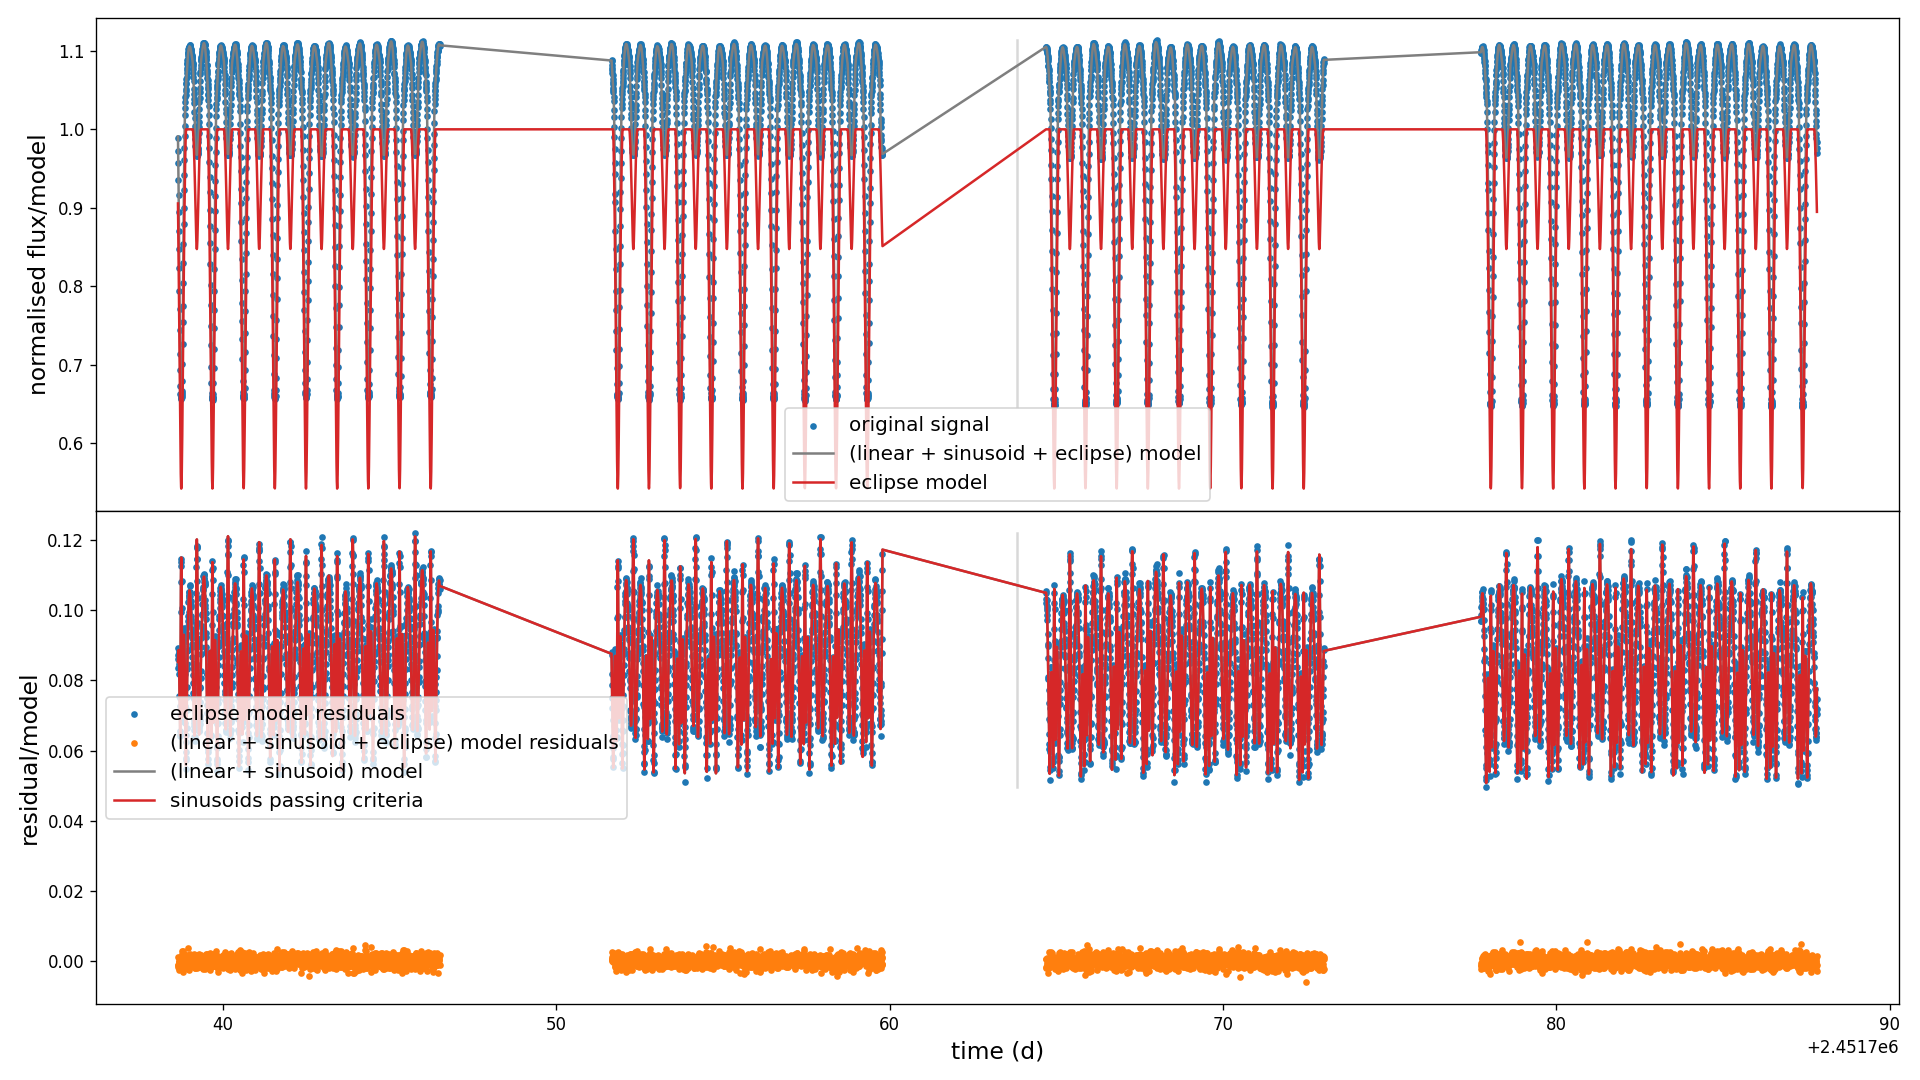 normalised flux/model
1.1
1.0
0.9
0.8
0.7
0.6
original signal
(linear + sinusoid + eclipse) model
eclipse model
residual/model
0.12
0.10
0.08
0.06
0.04
0.02
0.00
eclipse model residuals
(linear + sinusoid + eclipse) model residuals
(linear + sinusoid) model
sinusoids passing criteria
40 50 60 70 80 90
time (d)
+2.4517e6